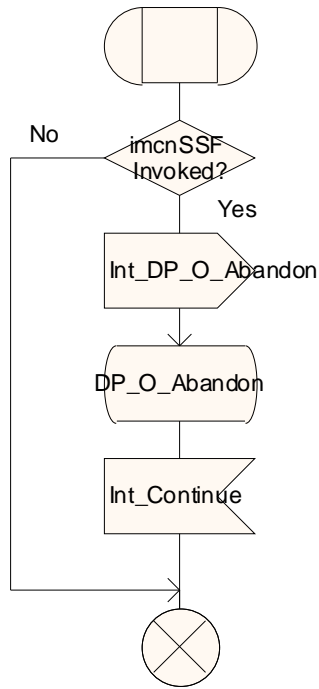 imcnSSF
Invoked?
No
Yes
Int_DP_O_Abandon
DP_O_Abandon
Int_Continue